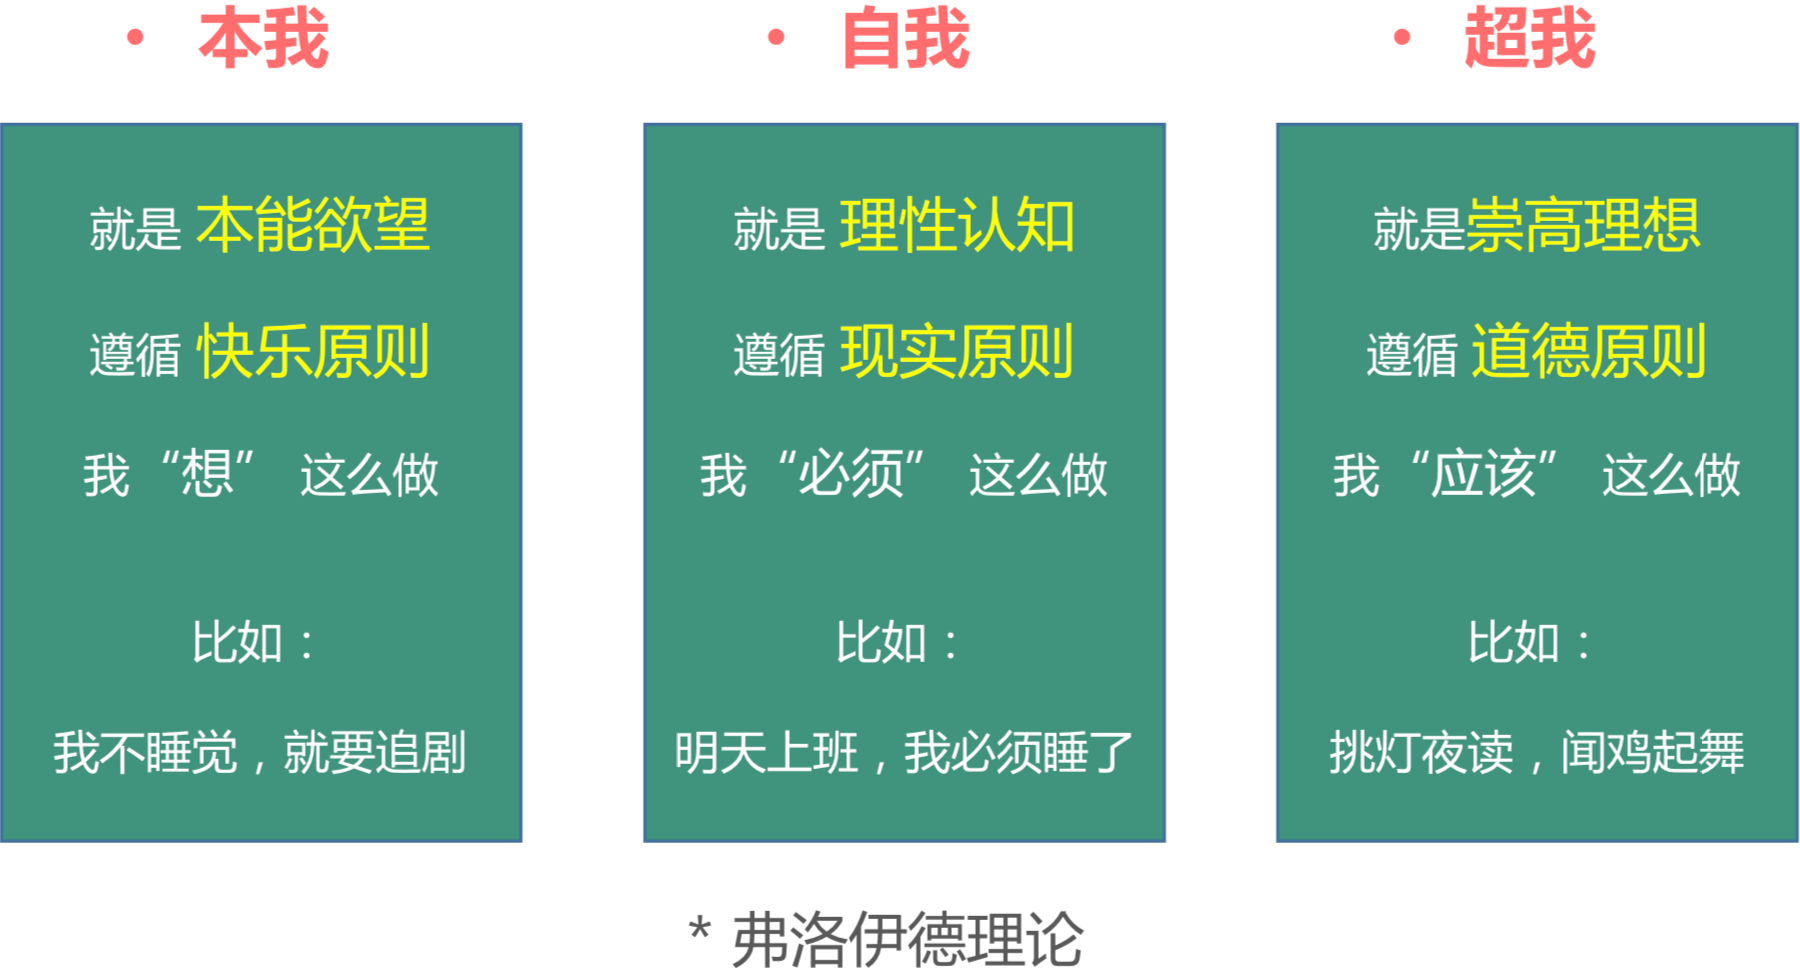 • 本我
就是 本能欲望
遵循 快乐原则
我“想” 这么做
比如：
我不睡觉，就要追剧
• 自我
就是 理性认知
遵循 现实原则
我“必须” 这么做
比如：
明天上班，我必须睡了
• 超我
就是崇高理想
遵循 道德原则
我“应该” 这么做
比如：
挑灯夜读，闻鸡起舞
* 弗洛伊德理论